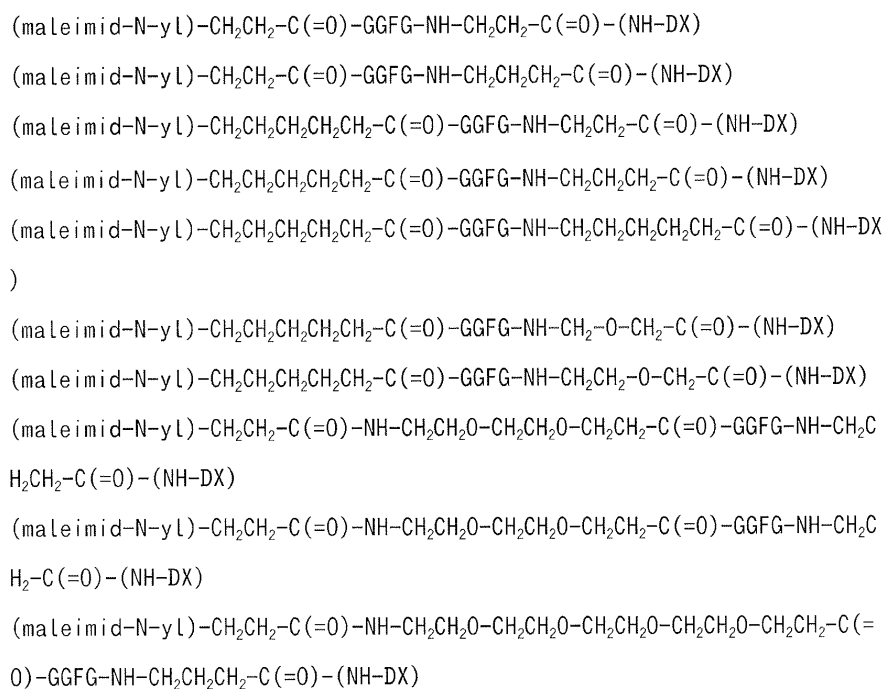 (maleimid-N-yl)-CH₂CH₂-C(=O)-GGFG-NH-CH₂CH₂-C(=O)-(NH-DX)
(maleimid-N-yl)-CH₂CH₂-C(=O)-GGFG-NH-CH₂CH₂CH₂-C(=O)-(NH-DX)
(maleimid-N-yl)-CH₂CH₂CH₂CH₂CH₂-C(=O)-GGFG-NH-CH₂CH₂-C(=O)-(NH-DX)
(maleimid-N-yl)-CH₂CH₂CH₂CH₂CH₂-C(=O)-GGFG-NH-CH₂CH₂CH₂-C(=O)-(NH-DX)
(maleimid-N-yl)-CH₂CH₂CH₂CH₂CH₂-C(=O)-GGFG-NH-CH₂CH₂CH₂CH₂CH₂-C(=O)-(NH-DX
)
(maleimid-N-yl)-CH₂CH₂CH₂CH₂CH₂-C(=O)-GGFG-NH-CH₂-O-CH₂-C(=O)-(NH-DX)
(maleimid-N-yl)-CH₂CH₂CH₂CH₂CH₂-C(=O)-GGFG-NH-CH₂CH₂-O-CH₂-C(=O)-(NH-DX)
(maleimid-N-yl)-CH₂CH₂-C(=O)-NH-CH₂CH₂O-CH₂CH₂O-CH₂CH₂-C(=O)-GGFG-NH-CH₂C
H₂CH₂-C(=O)-(NH-DX)
(maleimid-N-yl)-CH₂CH₂-C(=O)-NH-CH₂CH₂O-CH₂CH₂O-CH₂CH₂-C(=O)-GGFG-NH-CH₂C
H₂-C(=O)-(NH-DX)
(maleimid-N-yl)-CH₂CH₂-C(=O)-NH-CH₂CH₂O-CH₂CH₂O-CH₂CH₂O-CH₂CH₂O-CH₂CH₂-C(=
O)-GGFG-NH-CH₂CH₂CH₂-C(=O)-(NH-DX)